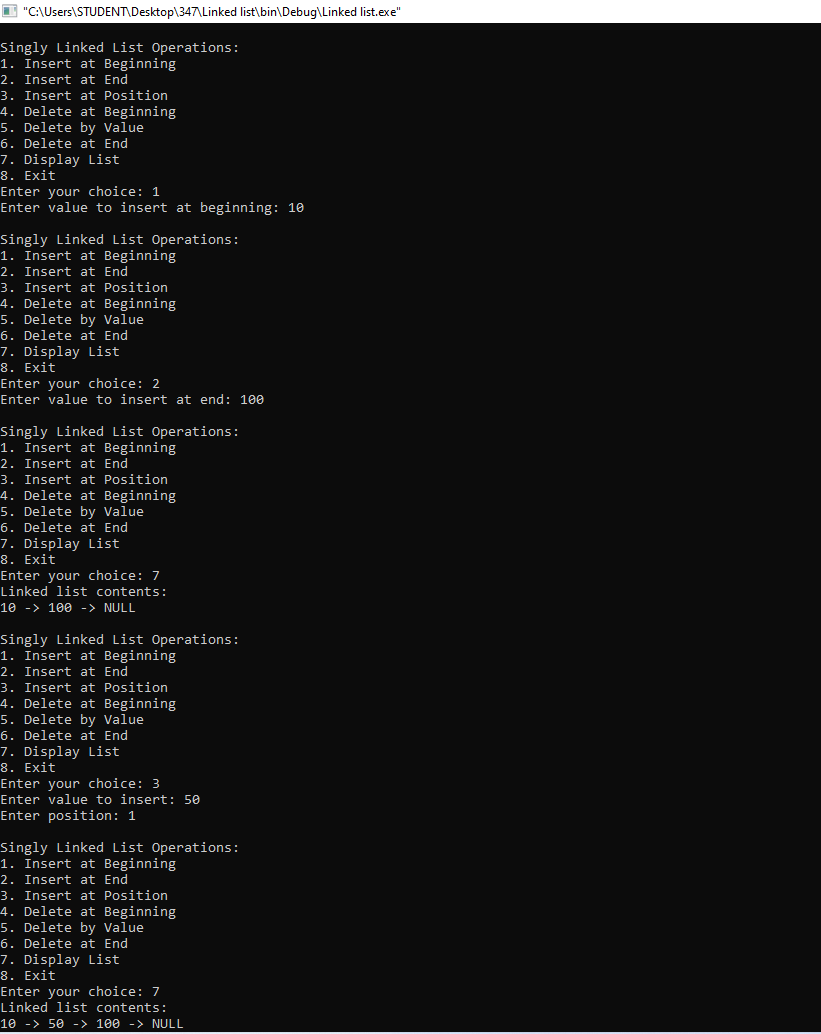 "C:\Users\STUDENT\Desktop\347\Linked list\bin\Debug\Linked list.exe"
Singly Linked List Operations:
1. Insert at Beginning
2. Insert at End
3. Insert at Position
4. Delete at Beginning
5. Delete by Value
6. Delete at End
7. Display List
8. Exit
Enter your choice: 1
Enter value to insert at beginning: 10
Singly Linked List Operations:
1. Insert at Beginning
2. Insert at End
3. Insert at Position
4. Delete at Beginning
5. Delete by Value
6. Delete at End
7. Display List
8. Exit
Enter your choice: 2
Enter value to insert at end: 100
Singly Linked List Operations:
1. Insert at Beginning
2. Insert at End
3. Insert at Position
4. Delete at Beginning
5. Delete by Value
6. Delete at End
7. Display List
8. Exit
Enter your choice: 7
Linked list contents:
10 -> 100 -> NULL
Singly Linked List Operations:
1. Insert at Beginning
2. Insert at End
3. Insert at Position
4. Delete at Beginning
5. Delete by Value
6. Delete at End
7. Display List
8. Exit
Enter your choice: 3
Enter value to insert: 50
Enter position: 1
Singly Linked List Operations:
1. Insert at Beginning
2. Insert at End
3. Insert at Position
4. Delete at Beginning
5. Delete by Value
6. Delete at End
7. Display List
8. Exit
Enter your choice: 7
Linked list contents:
10 -> 50 -> 100 -> NULL